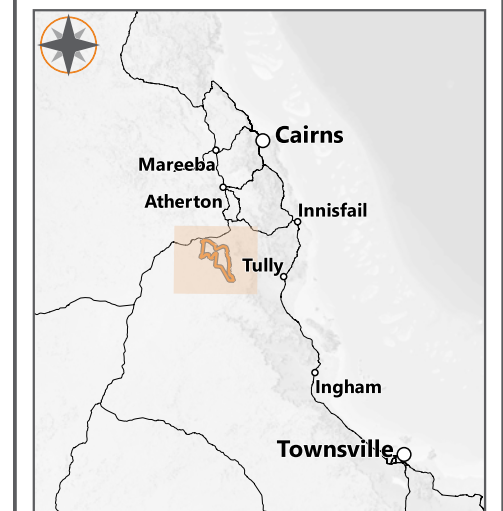 Cairns
Mareeba
Atherton
Innisfail
Tully
Ingham
Townsville